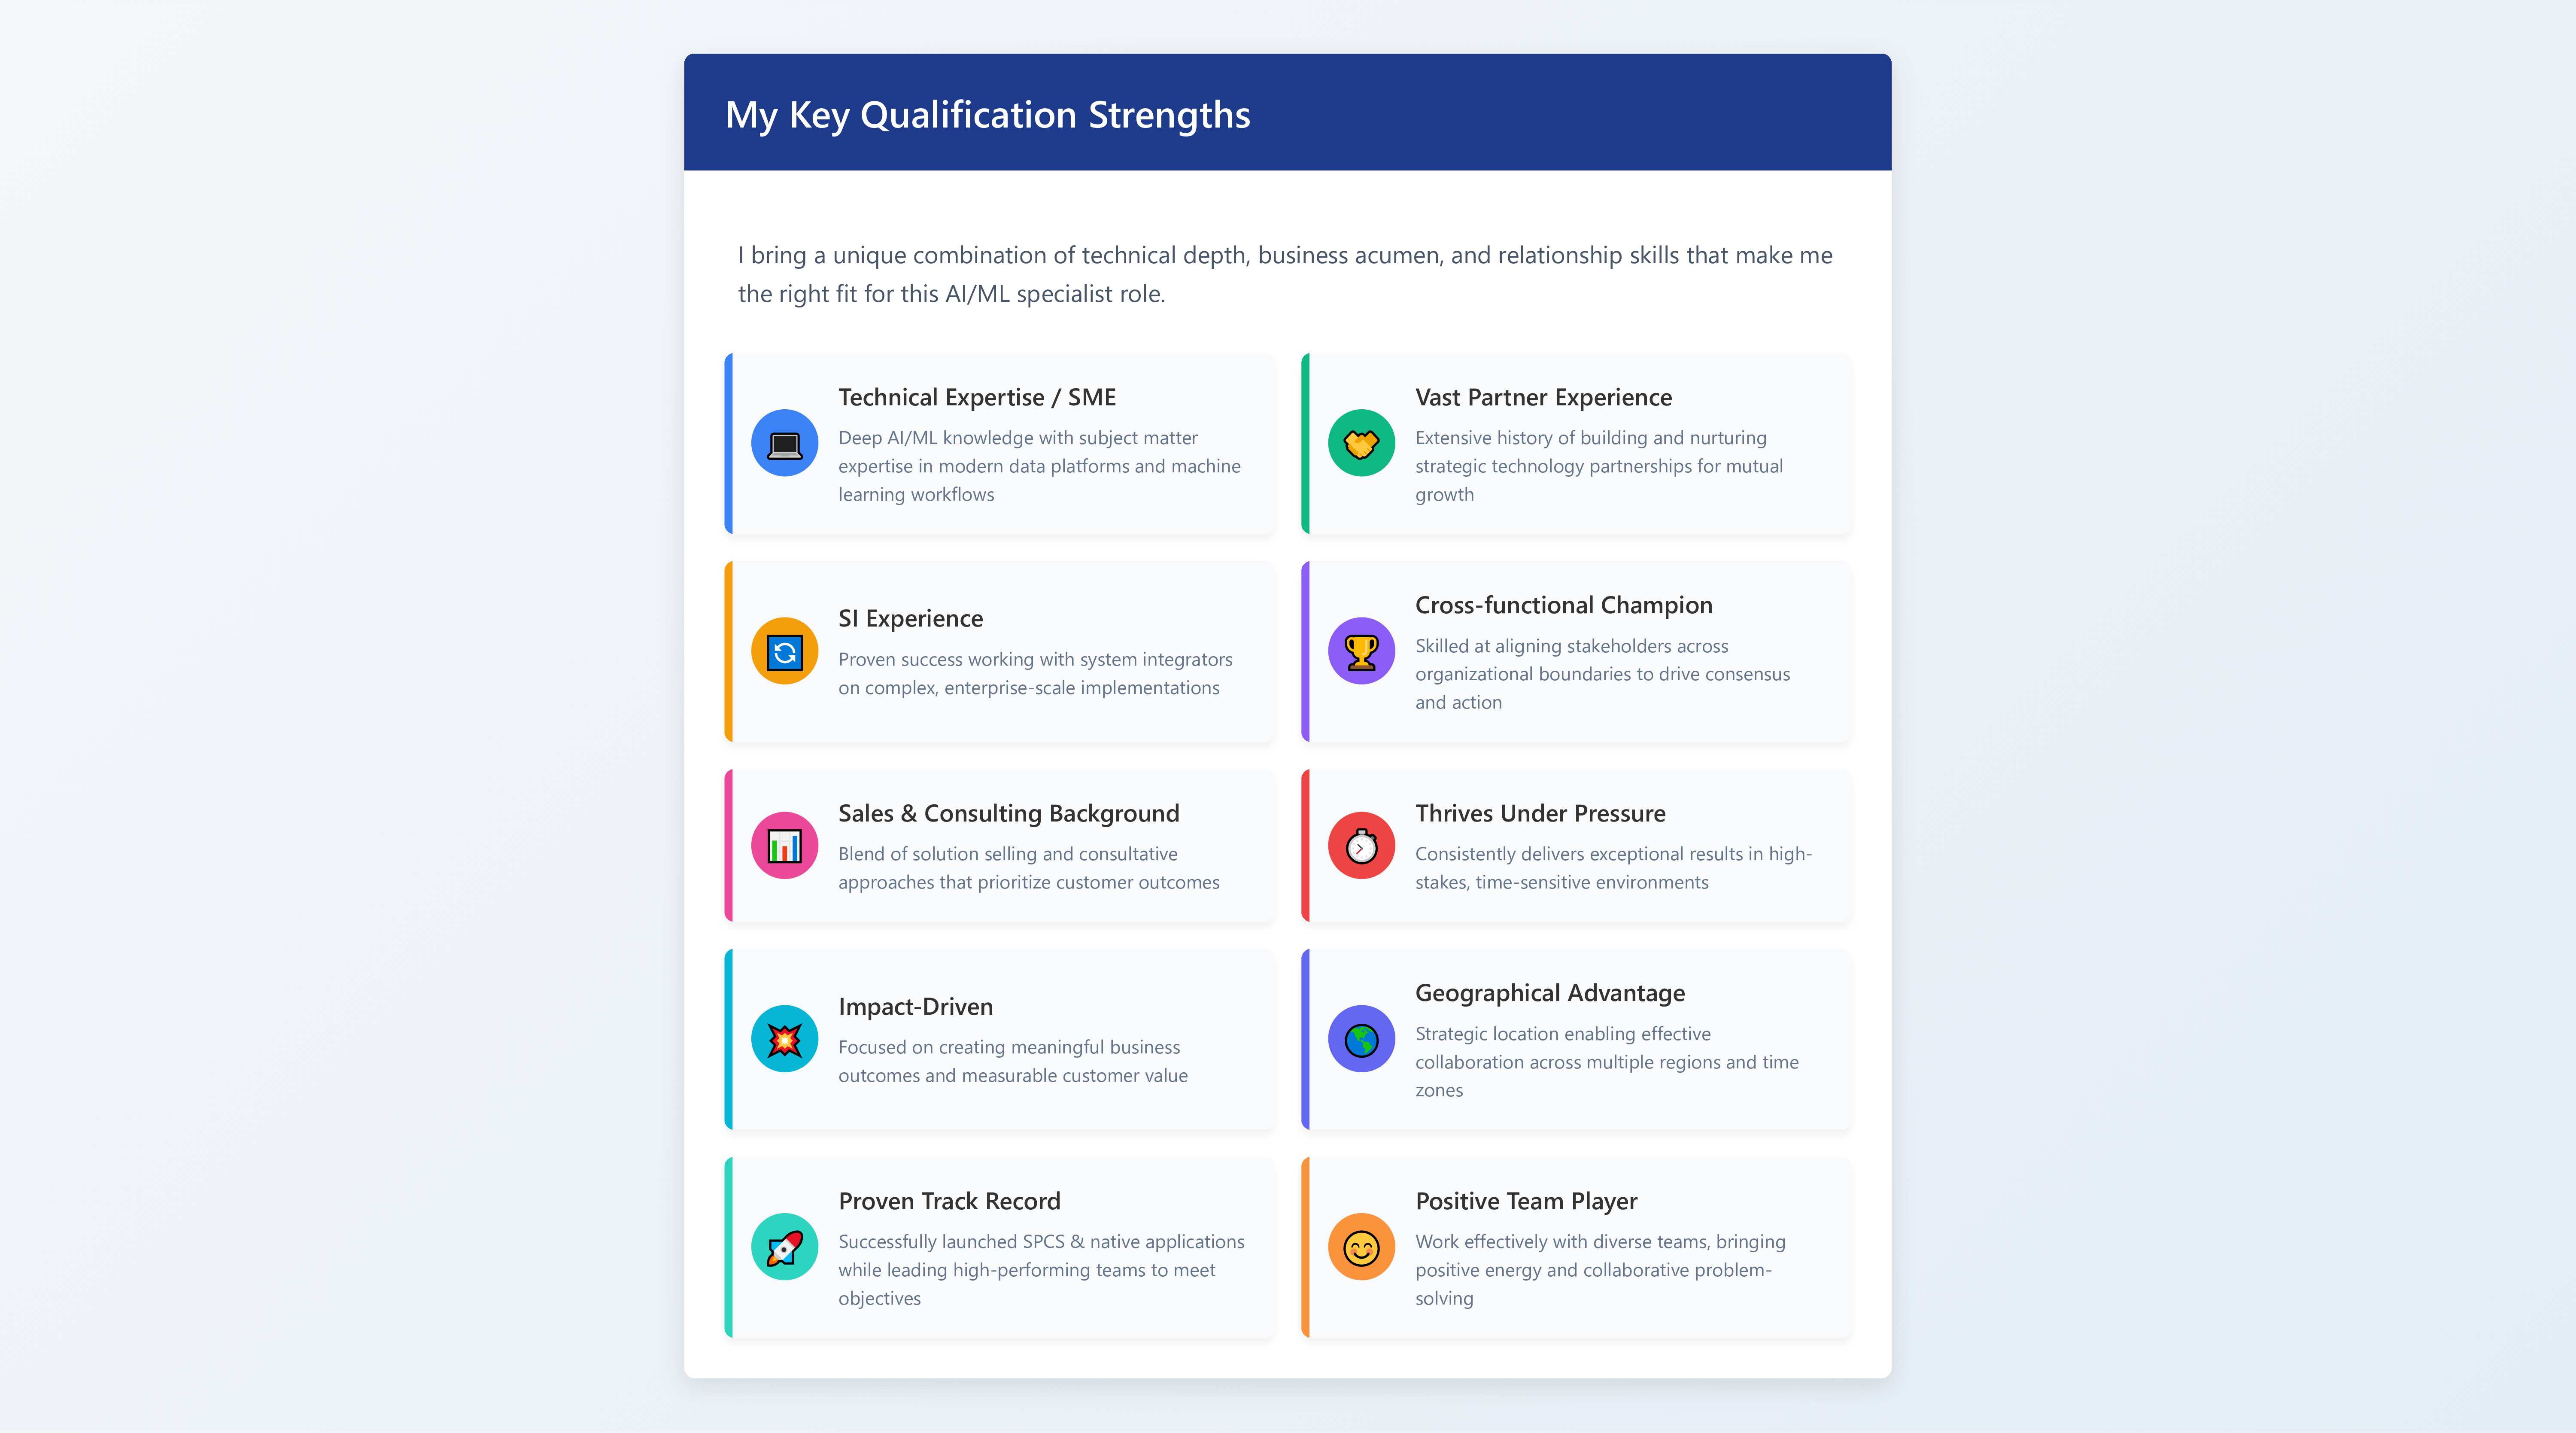 My Key Qualification Strengths
I bring a unique combination of technical depth, business acumen, and relationship skills that make me
the right fit for this AI/ML specialist role.
Technical Expertise / SME
Deep AI/ML knowledge with subject matter
expertise in modern data platforms and machine
learning workflows
Vast Partner Experience
Extensive history of building and nurturing
strategic technology partnerships for mutual
growth
SI Experience
Proven success working with system integrators
on complex, enterprise-scale implementations
Cross-functional Champion
Skilled at aligning stakeholders across
organizational boundaries to drive consensus
and action
Sales & Consulting Background
Blend of solution selling and consultative
approaches that prioritize customer outcomes
Thrives Under Pressure
Consistently delivers exceptional results in high-
stakes, time-sensitive environments
Impact-Driven
Focused on creating meaningful business
outcomes and measurable customer value
Geographical Advantage
Strategic location enabling effective
collaboration across multiple regions and time
zones
Proven Track Record
Successfully launched SPCS & native applications
while leading high-performing teams to meet
objectives
Positive Team Player
Work effectively with diverse teams, bringing
positive energy and collaborative problem-
solving